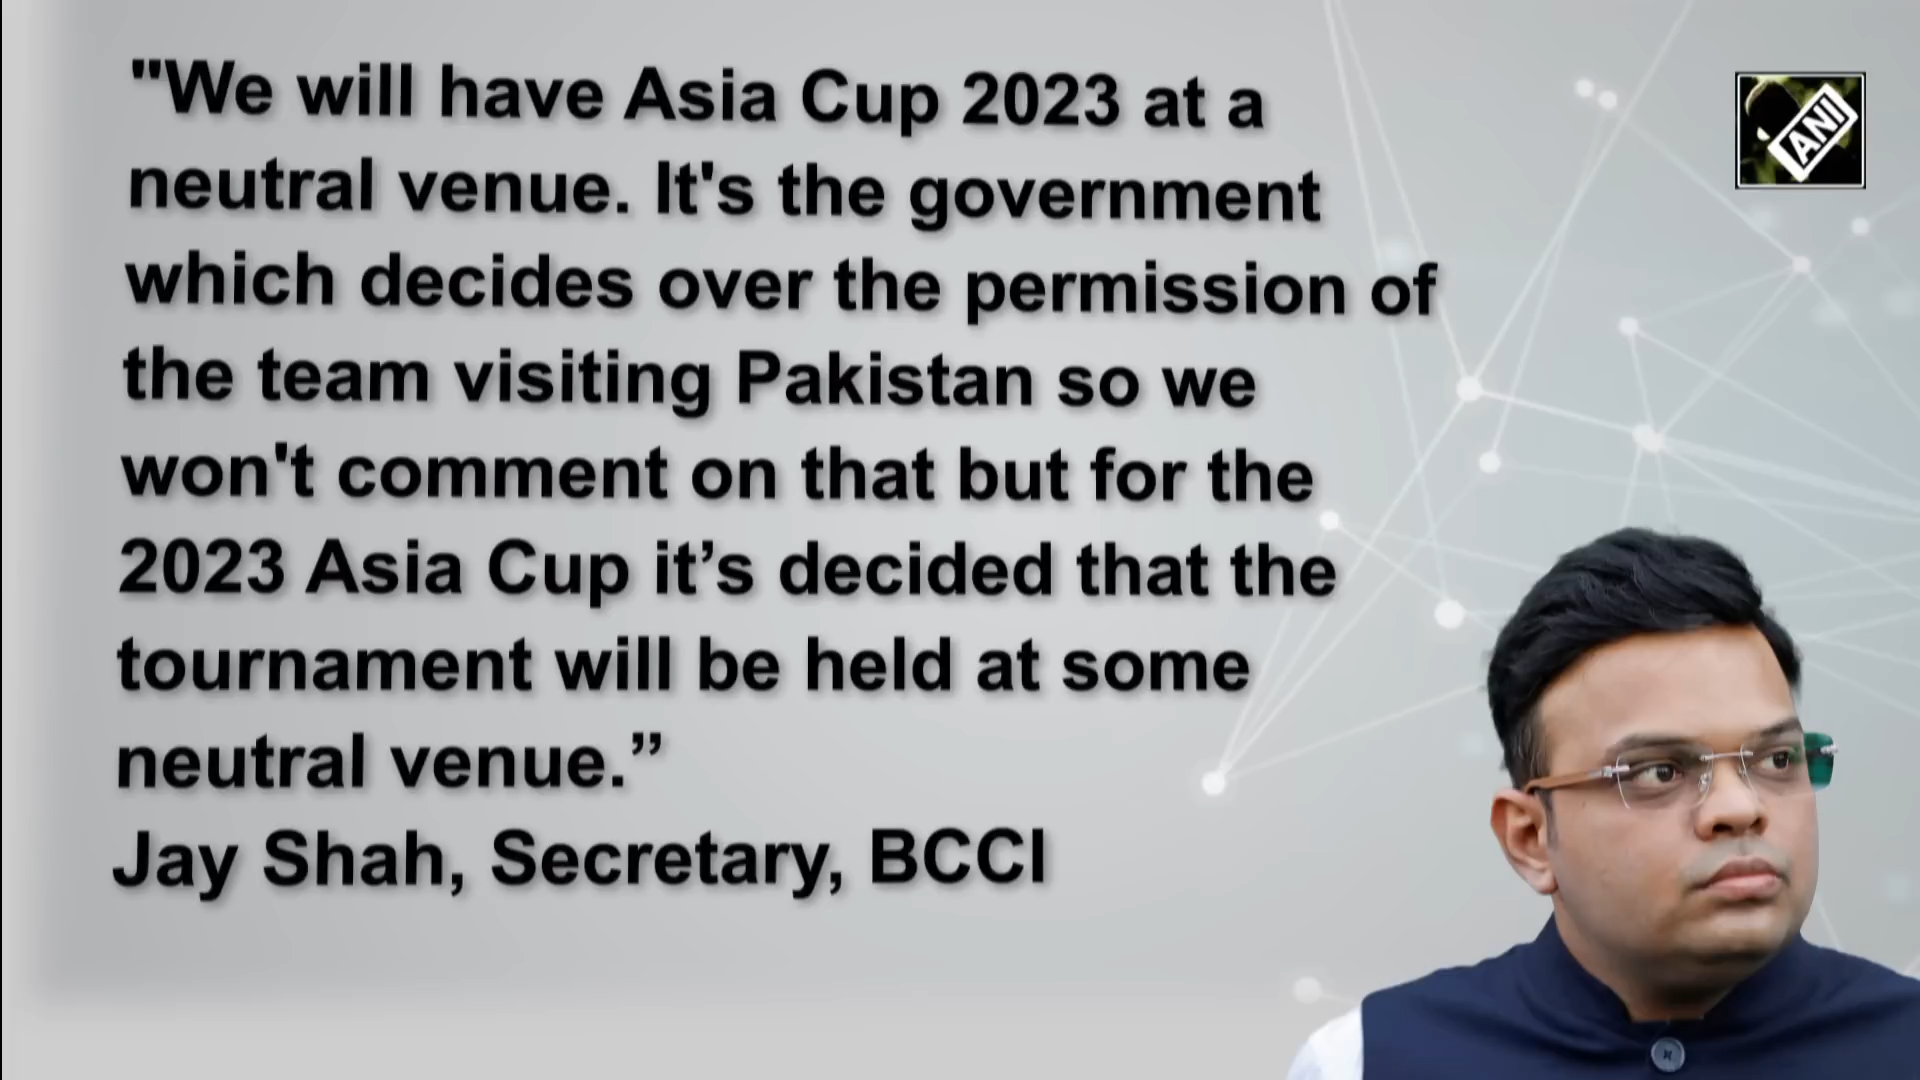 "We will have Asia Cup 2023 at a
neutral venue. It's the government
which decides over the permission of
the team visiting Pakistan so we
won't comment on that but for the
2023 Asia Cup it’s decided that the
tournament will be held at some
neutral venue.”
Jay Shah, Secretary, BCCI
ANI